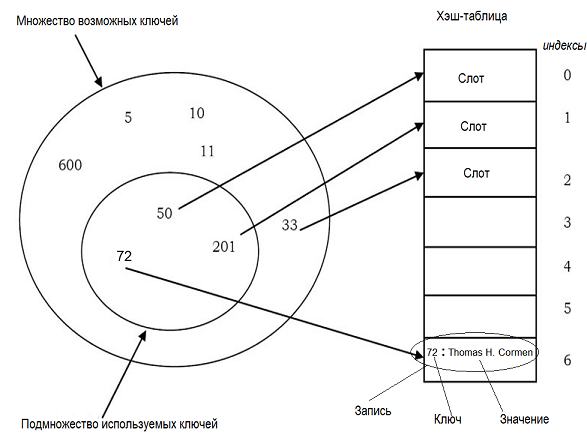 Множество возможных ключей
Хэш-таблица
индексы
5
10
11
600
50
201
33
72
Слот
0
Слот
1
Слот
2
3
4
5
72 : Thomas H. Cormen
6
Запись
Ключ
Значение
Подмножество используемых ключей